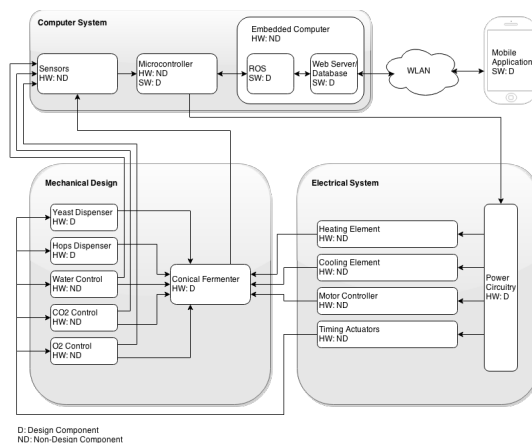 Computer System
Sensors
HW: ND
Microcontroller
HW: ND
SW: D
Embedded Computer
HW: ND
ROS
SW: D
Web Server/
Database
SW: D
WLAN
Mobile
Application
SW: D
Mechanical Design
Yeast Dispenser
HW: D
Hops Dispenser
HW: D
Water Control
HW: ND
CO2 Control
HW: ND
O2 Control
HW: ND
Conical Fermenter
HW: D
Electrical System
Heating Element
HW: ND
Cooling Element
HW: ND
Motor Controller
HW: ND
Timing Actuators
HW: ND
Power
Circuitry
HW: D
D: Design Component
ND: Non-Design Component